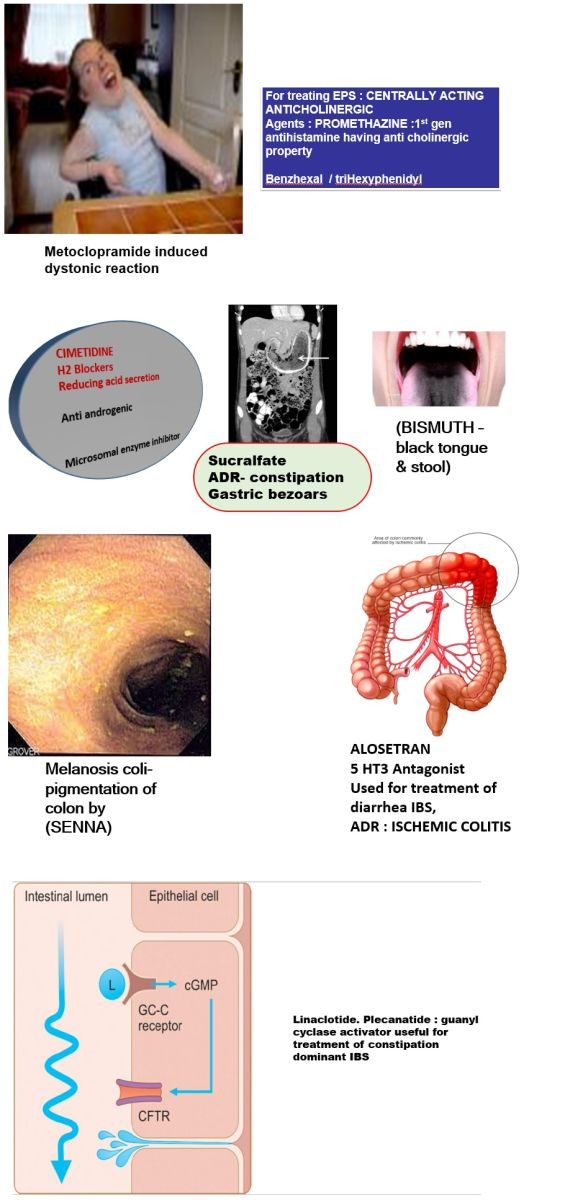 For treating EPS : CENTRALLY ACTING
ANTICHOLINERGIC
Agents : PROMETHAZINE :1st gen
antihistamine having anti cholinergic
property
Benzhexal / triHexyphenidyl
Metoclopramide induced
dystonic reaction
CIMETIDINE
H2 Blockers
Reducing acid secretion
Anti androgenic
Microsomal enzyme inhibitor
Sucralfate
ADR- constipation
Gastric bezoars
(BISMUTH –
black tongue
& stool)
GROVER
Melanosis coli-
pigmentation of
colon by
(SENNA)
Area of colon commonly
affected by ischemic colitis
ALOSETRAN
5 HT3 Antagonist
Used for treatment of
diarrhea IBS,
ADR : ISCHEMIC COLITIS
Intestinal lumen
Epithelial cell
L
cGMP
GC-C
receptor
CFTR
Linaclotide. Plecanatide : guanyl
cyclase activator useful for
treatment of constipation
dominant IBS